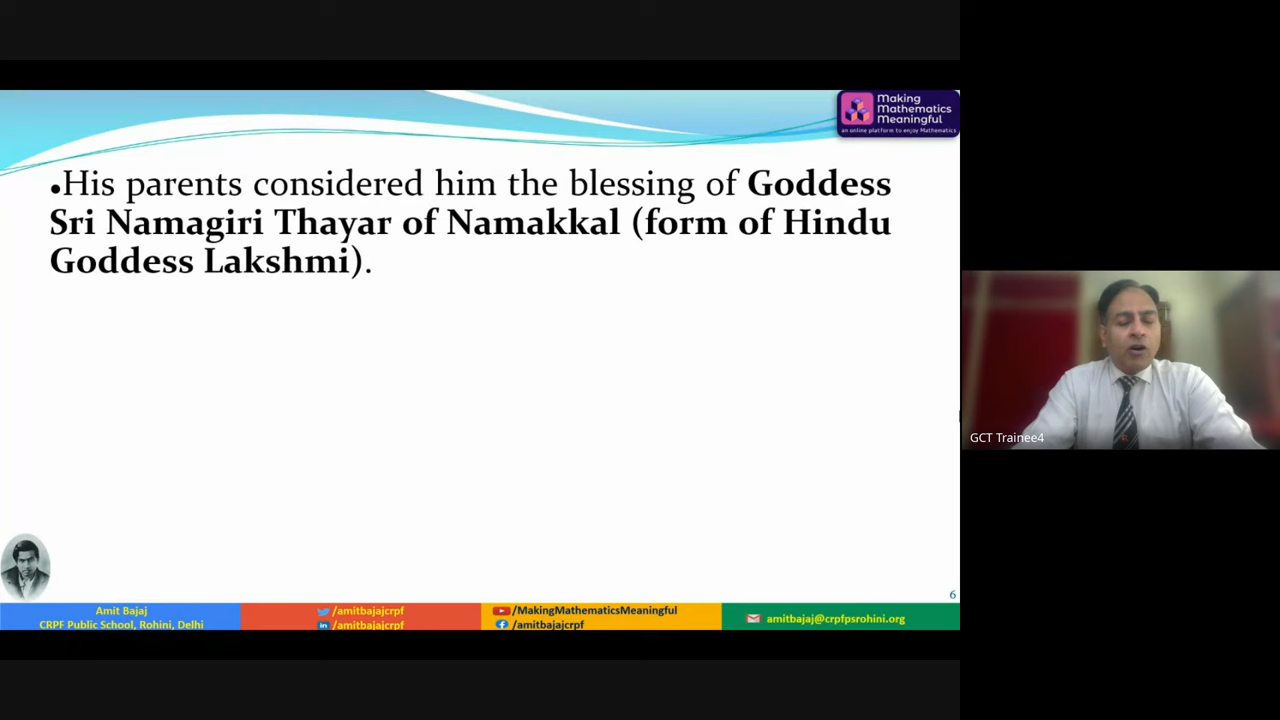 Making
Mathematics
Meaningful
an online platform to enjoy Mathematics
•His parents considered him the blessing of Goddess
Sri Namagiri Thayar of Namakkal (form of Hindu
Goddess Lakshmi).
GCT Trainee4
6
Amit Bajaj
CRPF Public School, Rohini, Delhi
/amitbajajcrpf
/amitbajajcrpf
/MakingMathematicsMeaningful
/amitbajajcrpf
amitbajaj@crpfpsrohini.org